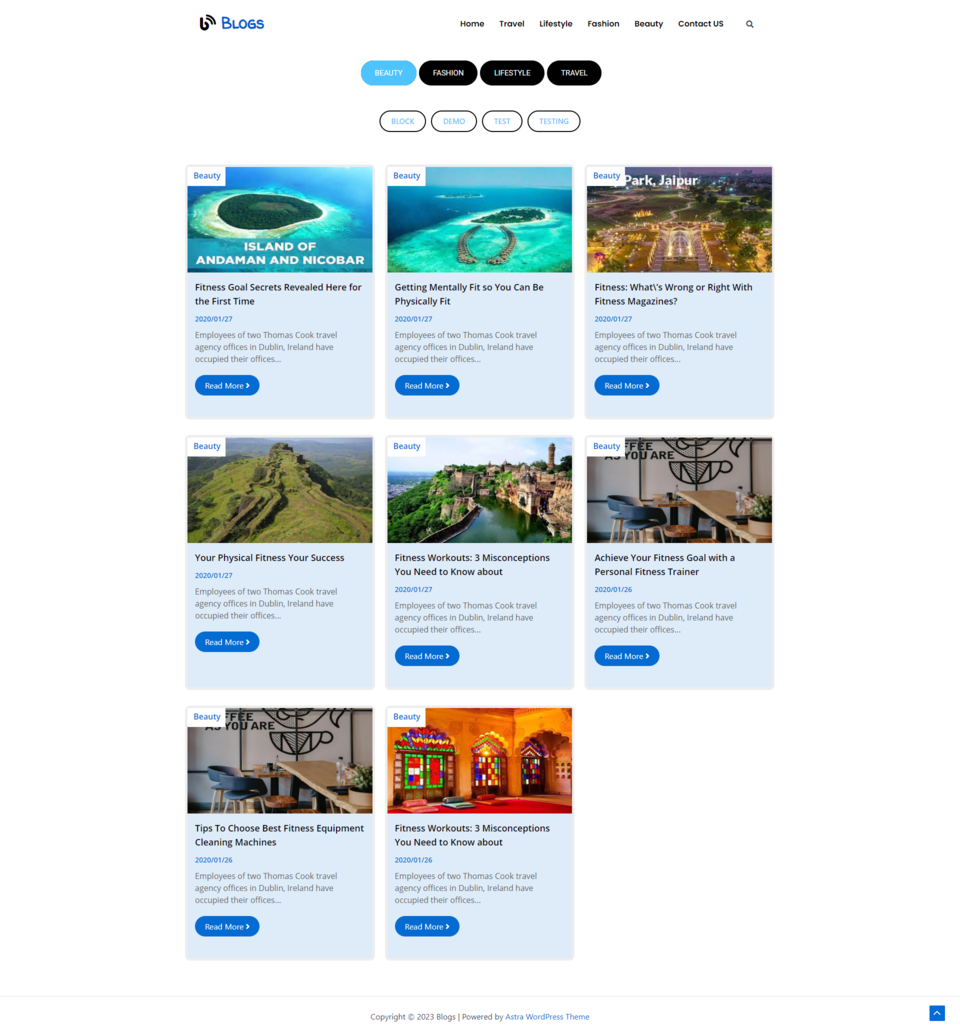 Blogs
Home Travel Lifestyle Fashion Beauty Contact US
BEAUTY FASHION LIFESTYLE TRAVEL
BLOCK DEMO TEST TESTING
Beauty
ISLAND OF
ANDAMAN AND NICOBAR
Fitness Goal Secrets Revealed Here for
the First Time
2020/01/27
Employees of two Thomas Cook travel
agency offices in Dublin, Ireland have
occupied their offices...
Read More
Beauty
Getting Mentally Fit so You Can Be
Physically Fit
2020/01/27
Employees of two Thomas Cook travel
agency offices in Dublin, Ireland have
occupied their offices...
Read More
Beauty
Park, Jaipur
Fitness: What\'s Wrong or Right With
Fitness Magazines?
2020/01/27
Employees of two Thomas Cook travel
agency offices in Dublin, Ireland have
occupied their offices...
Read More
Beauty
Your Physical Fitness Your Success
2020/01/27
Employees of two Thomas Cook travel
agency offices in Dublin, Ireland have
occupied their offices...
Read More
Beauty
Fitness Workouts: 3 Misconceptions
You Need to Know about
2020/01/27
Employees of two Thomas Cook travel
agency offices in Dublin, Ireland have
occupied their offices...
Read More
Beauty
AS YOU ARE
Achieve Your Fitness Goal with a
Personal Fitness Trainer
2020/01/26
Employees of two Thomas Cook travel
agency offices in Dublin, Ireland have
occupied their offices...
Read More
Beauty
AS YOU ARE
Tips To Choose Best Fitness Equipment
Cleaning Machines
2020/01/26
Employees of two Thomas Cook travel
agency offices in Dublin, Ireland have
occupied their offices...
Read More
Beauty
Fitness Workouts: 3 Misconceptions
You Need to Know about
2020/01/26
Employees of two Thomas Cook travel
agency offices in Dublin, Ireland have
occupied their offices...
Read More
Copyright © 2023 Blogs | Powered by Astra WordPress Theme